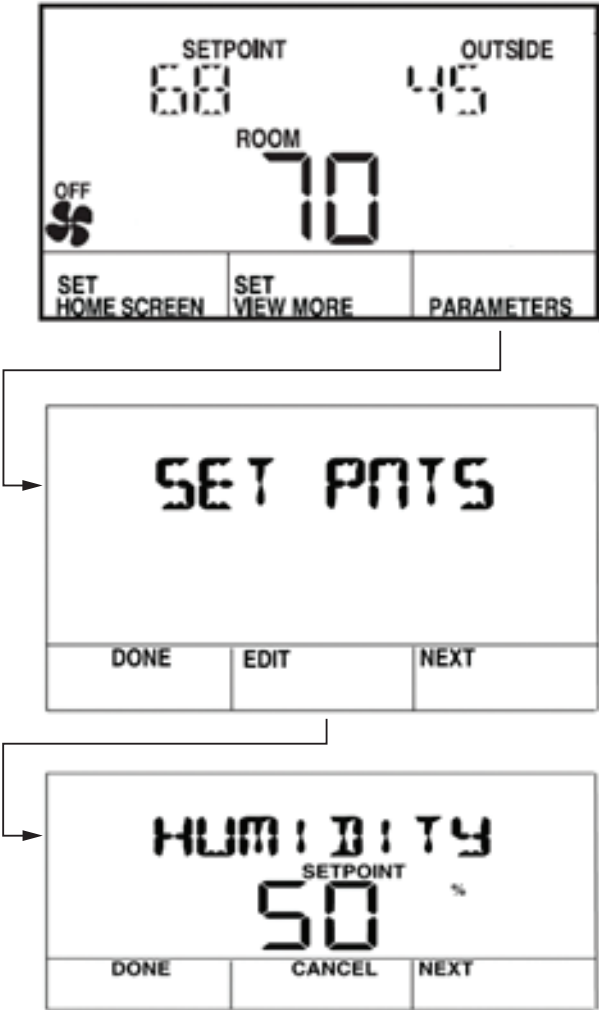 SETPOINT OUTSIDE
68 45
ROOM
70
OFF
SET SET
HOME SCREEN VIEW MORE PARAMETERS
SET PNTS
DONE EDIT NEXT
HUMIDITY
SETPOINT
50 %
DONE CANCEL NEXT